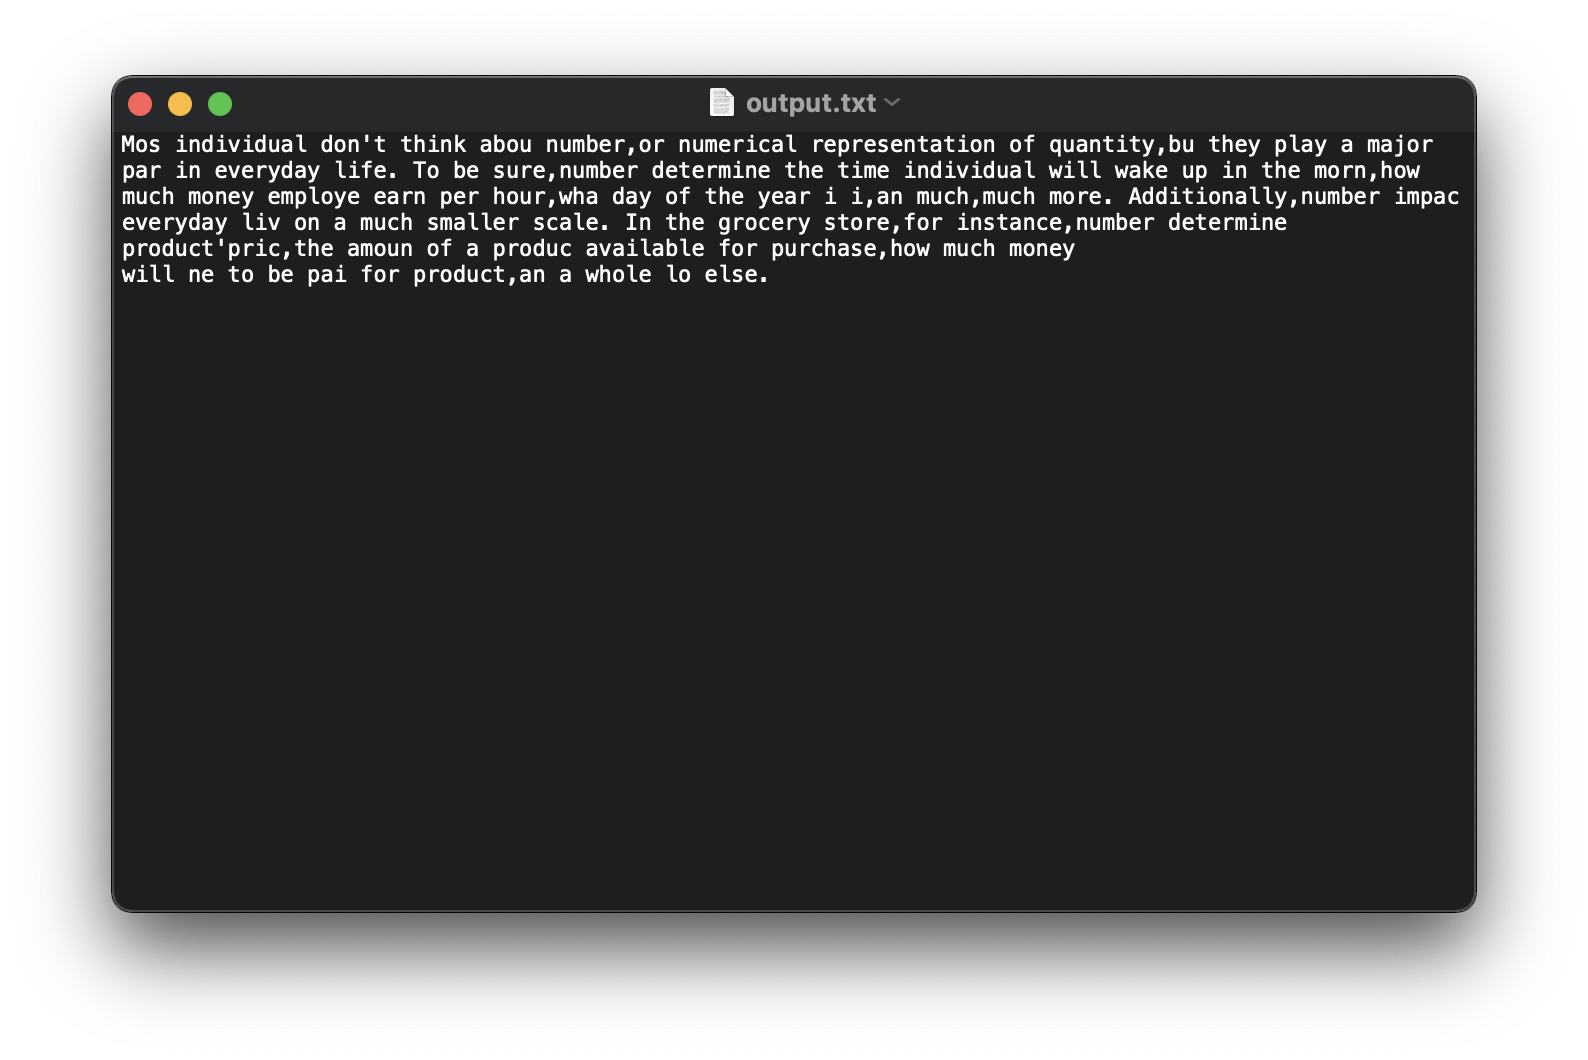 output.txt
Mos individual don't think abou number,or numerical representation of quantity,bu they play a major
par in everyday life. To be sure,number determine the time individual will wake up in the morn,how
much money employe earn per hour,wha day of the year i i,an much,much more. Additionally,number impac
everyday liv on a much smaller scale. In the grocery store,for instance,number determine
product'pric,the amoun of a produc available for purchase,how much money
will ne to be pai for product,an a whole lo else.